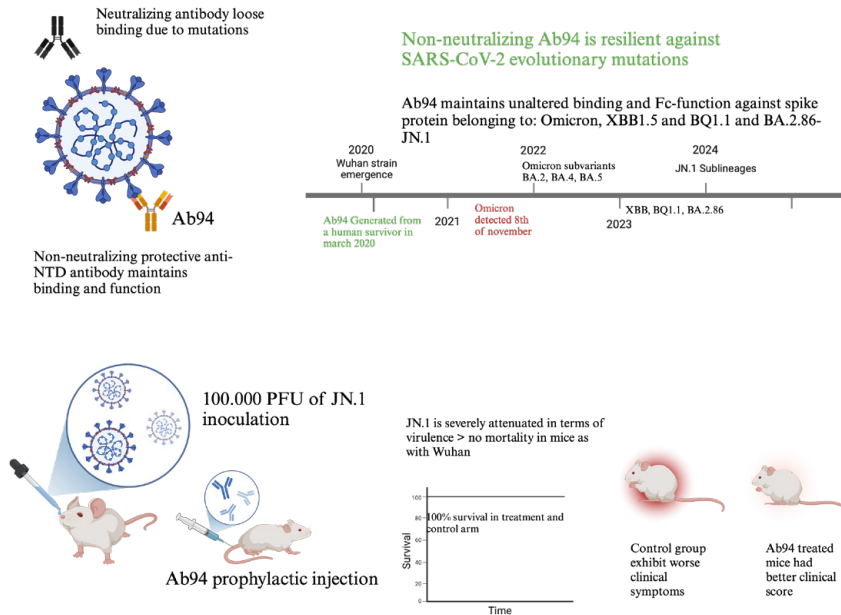 Neutralizing antibody loose
binding due to mutations
Ab94
Non-neutralizing protective anti-
NTD antibody maintains
binding and function
Non-neutralizing Ab94 is resilient against
SARS-CoV-2 evolutionary mutations
Ab94 maintains unaltered binding and Fc-function against spike
protein belonging to: Omicron, XBB1.5 and BQ1.1 and BA.2.86-
JN.1
2020
Wuhan strain
emergence
2022
Omicron subvariants
BA.2, BA.4, BA.5
2024
JN.1 Sublineages
Ab94 Generated from
a human survivor in
march 2020
2021
Omicron
detected 8th
of november
2023
XBB, BQ1.1, BA.2.86
100.000 PFU of JN.1
inoculation
Ab94 prophylactic injection
JN.1 is severely attenuated in terms of
virulence > no mortality in mice as
with Wuhan
Survival
100
80
60
40
20
0
100% survival in treatment and
control arm
Time
Control group
exhibit worse
clinical
symptoms
Ab94 treated
mice had
better clinical
score